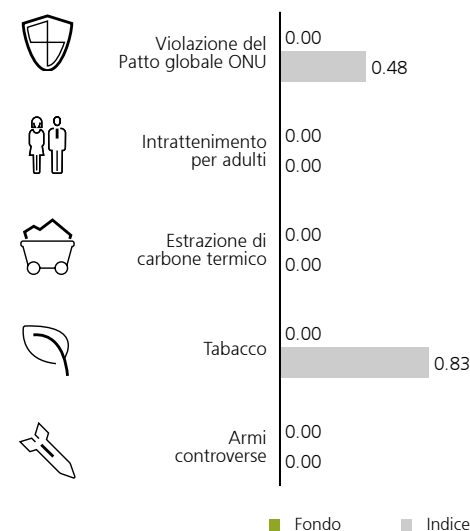 Violazione del
Patto globale ONU
0.00
0.48
Intrattenimento
per adulti
0.00
0.00
Estrazione di
carbone termico
0.00
0.00
Tabacco
0.00
0.83
Armi
controverse
0.00
0.00
Fondo Indice